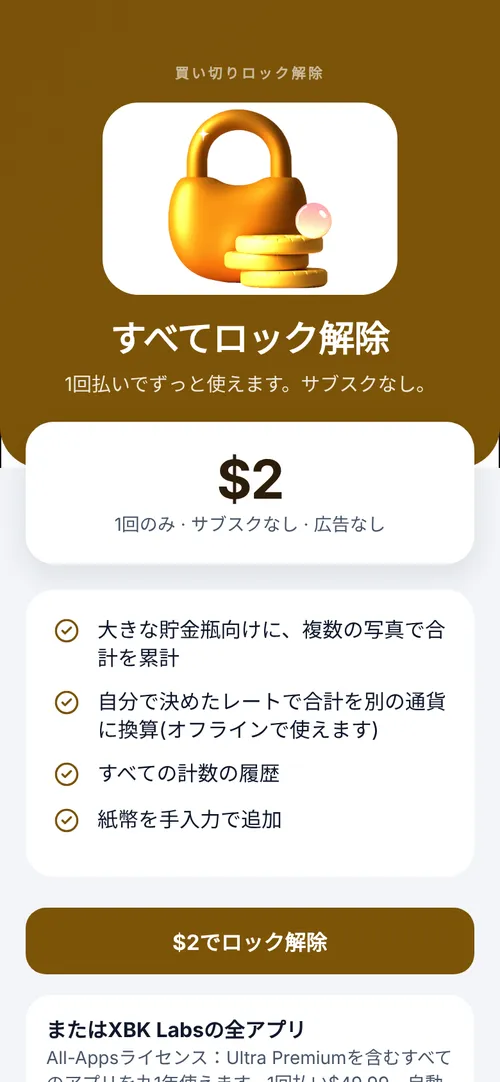 買い切りロック解除
すべてロック解除
1回払いでずっと使えます。サブスクなし。
$2
1回のみ · サブスクなし · 広告なし
大きな貯金瓶向けに、複数の写真で合
計を累計
自分で決めたレートで合計を別の通貨
に換算(オフラインで使えます)
すべての計数の履歴
紙幣を手入力で追加
$2でロック解除
またはXBK Labsの全アプリ
All-Appsライセンス：Ultra Premiumを含むすべて